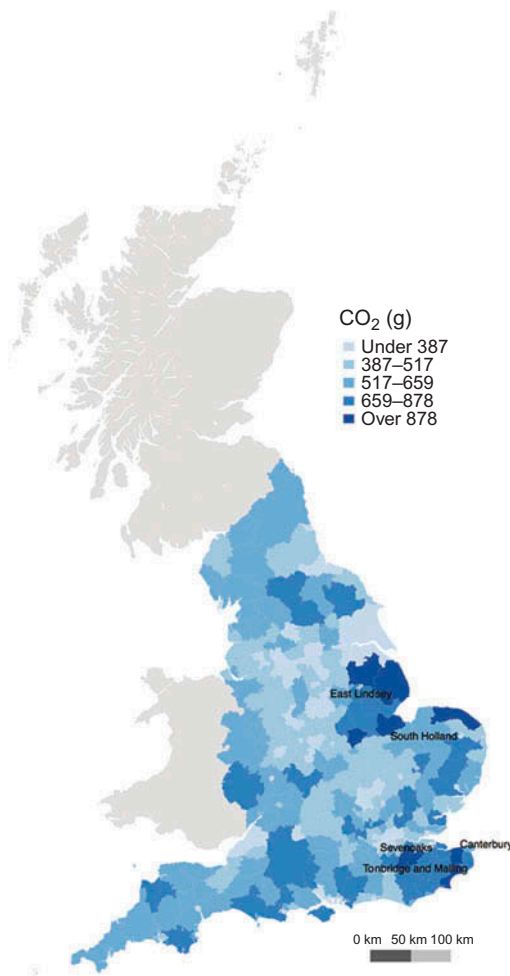 CO₂ (g)
Under 387
387–517
517–659
659–878
Over 878
East Lindsey
South Holland
Sevenoaks
Canterbury
Tonbridge and Malling
0 km 50 km 100 km